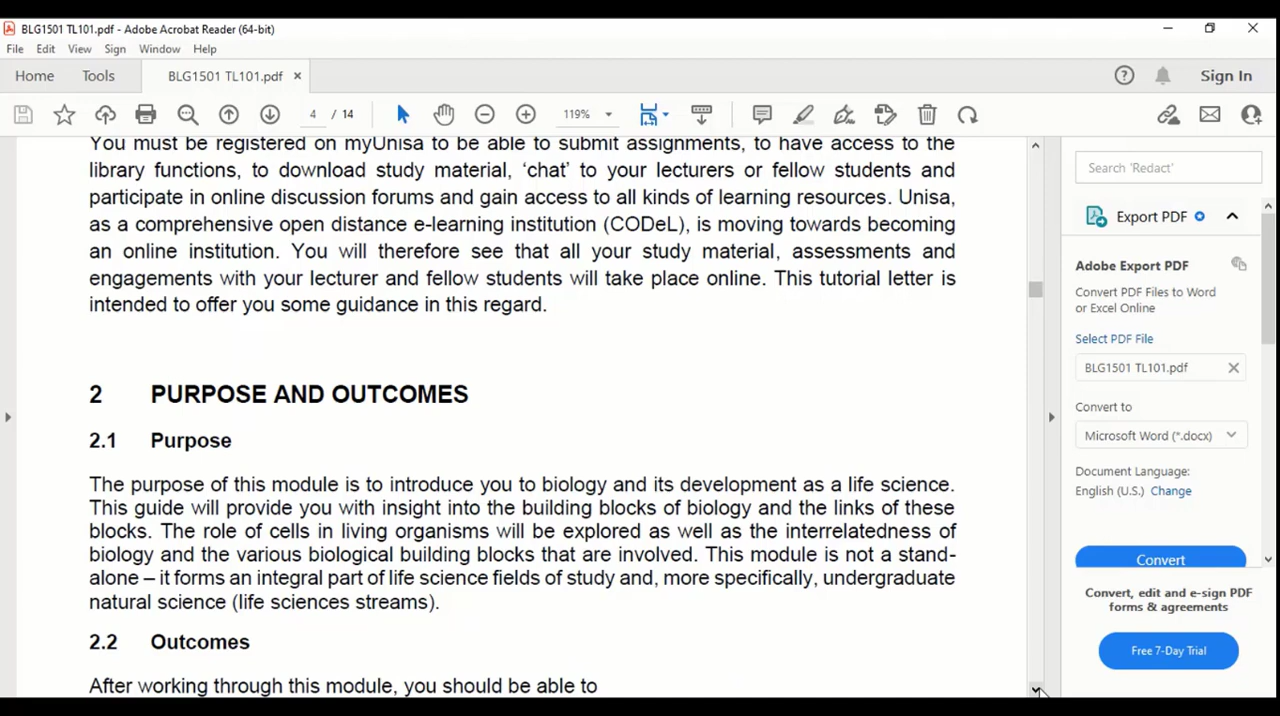 BLG1501 TL101.pdf - Adobe Acrobat Reader (64-bit)
File Edit View Sign Window Help
Home Tools BLG1501 TL101.pdf × Sign In
4 / 14 119%
You must be registered on myUnisa to be able to submit assignments, to have access to the
library functions, to download study material, ‘chat’ to your lecturers or fellow students and
participate in online discussion forums and gain access to all kinds of learning resources. Unisa,
as a comprehensive open distance e-learning institution (CODeL), is moving towards becoming
an online institution. You will therefore see that all your study material, assessments and
engagements with your lecturer and fellow students will take place online. This tutorial letter is
intended to offer you some guidance in this regard.
2 PURPOSE AND OUTCOMES
2.1 Purpose
The purpose of this module is to introduce you to biology and its development as a life science.
This guide will provide you with insight into the building blocks of biology and the links of these
blocks. The role of cells in living organisms will be explored as well as the interrelatedness of
biology and the various biological building blocks that are involved. This module is not a stand-
alone – it forms an integral part of life science fields of study and, more specifically, undergraduate
natural science (life sciences streams).
2.2 Outcomes
After working through this module, you should be able to
Search 'Redact'
Export PDF
Adobe Export PDF
Convert PDF Files to Word
or Excel Online
Select PDF File
BLG1501 TL101.pdf
Convert to
Microsoft Word (*.docx)
Document Language:
English (U.S.) Change
Convert
Convert, edit and e-sign PDF
forms & agreements
Free 7-Day Trial